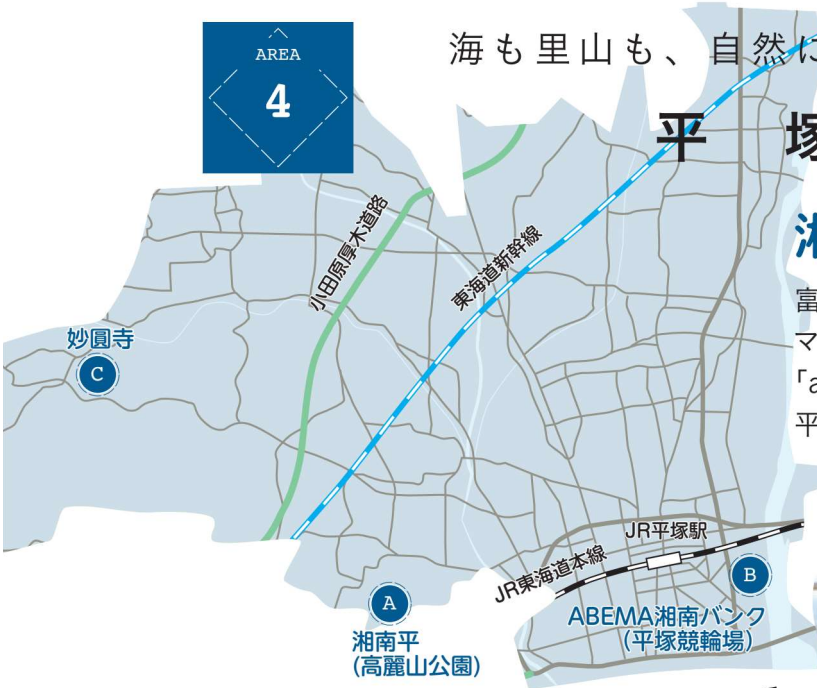 AREA
4
海も里山も、自然に
平塚
湘
富
マ
「a
平
小田原厚木道路
東海道新幹線
妙圓寺
C
JR平塚駅
JR東海道本線
B
ABEMA湘南バンク
(平塚競輪場)
A
湘南平
(高麗山公園)